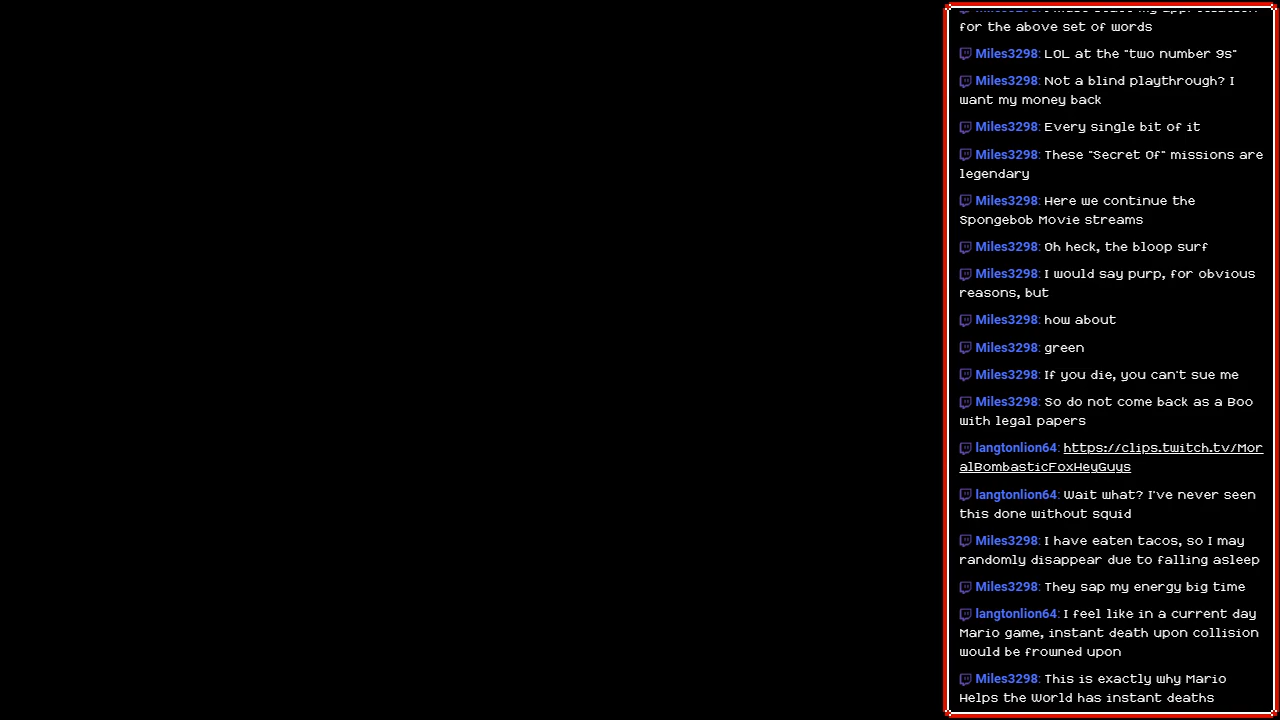 for the above set of words
Miles3298: LOL at the "two number 9s"
Miles3298: Not a blind playthrough? I
want my money back
Miles3298: Every single bit of it
Miles3298: These "Secret Of" missions are
legendary
Miles3298: Here we continue the
Spongebob Movie streams
Miles3298: Oh heck, the bloop surf
Miles3298: I would say purp, for obvious
reasons, but
Miles3298: how about
Miles3298: green
Miles3298: If you die, you can't sue me
Miles3298: So do not come back as a Boo
with legal papers
langtonlion64: https://clips.twitch.tv/Mor
alBombasticFoxHeyGuys
langtonlion64: Wait what? I've never seen
this done without squid
Miles3298: I have eaten tacos, so I may
randomly disappear due to falling asleep
Miles3298: They sap my energy big time
langtonlion64: I feel like in a current day
Mario game, instant death upon collision
would be frowned upon
Miles3298: This is exactly why Mario
Helps the World has instant deaths